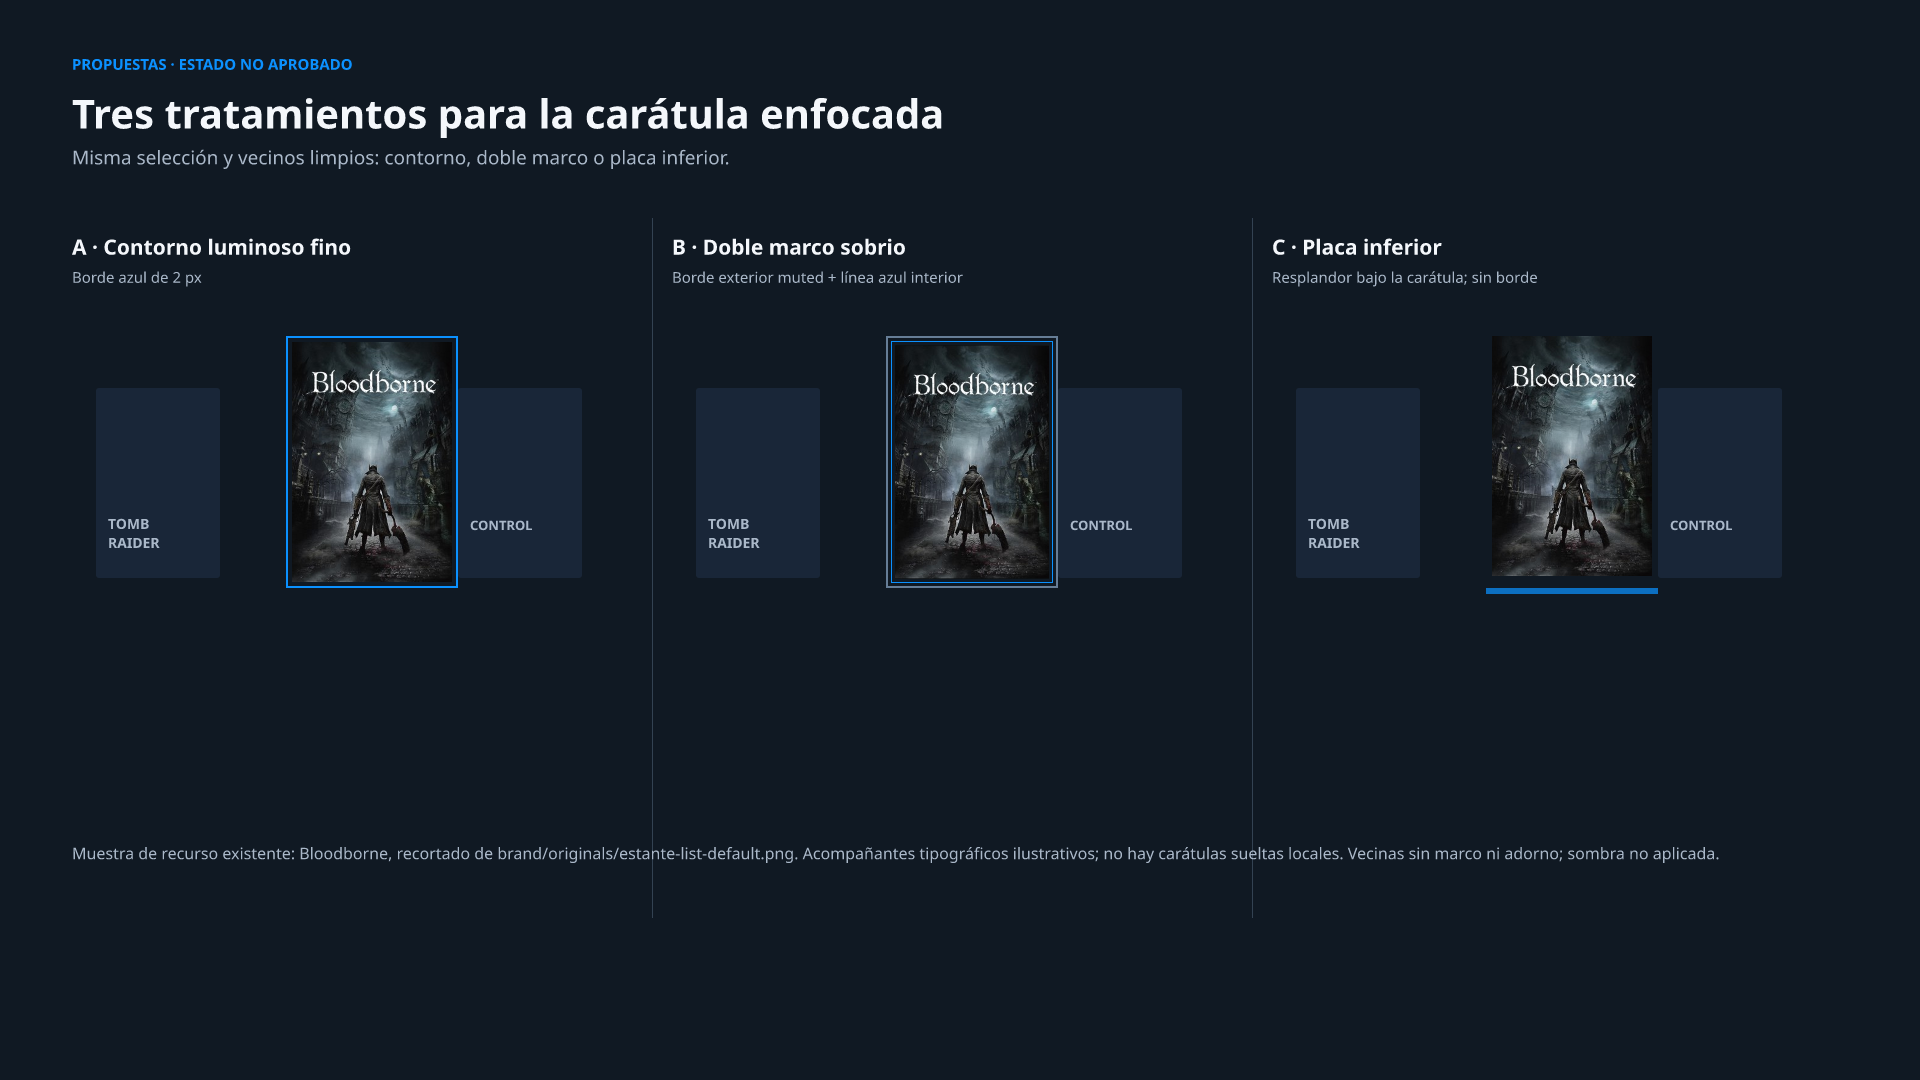 PROPUESTAS · ESTADO NO APROBADO
Tres tratamientos para la carátula enfocada
Misma selección y vecinos limpios: contorno, doble marco o placa inferior.
A · Contorno luminoso fino
Borde azul de 2 px
TOMB
RAIDER
Bloodborne
CONTROL
B · Doble marco sobrio
Borde exterior muted + línea azul interior
TOMB
RAIDER
Bloodborne
CONTROL
C · Placa inferior
Resplandor bajo la carátula; sin borde
TOMB
RAIDER
Bloodborne
CONTROL
Muestra de recurso existente: Bloodborne, recortado de brand/originals/estante-list-default.png. Acompañantes tipográficos ilustrativos; no hay carátulas sueltas locales. Vecinas sin marco ni adorno; sombra no aplicada.